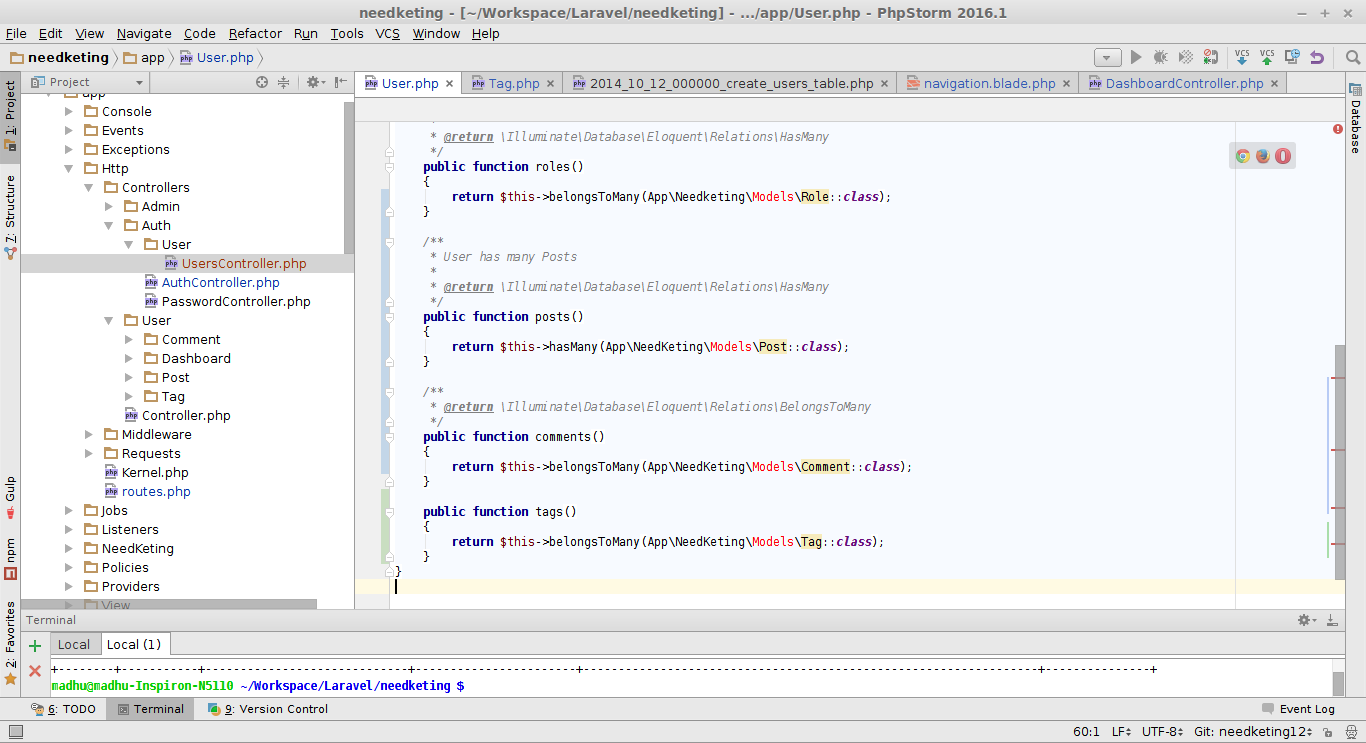 needketing - [~/Workspace/Laravel/needketing] - .../app/User.php - PhpStorm 2016.1
File Edit View Navigate Code Refactor Run Tools VCS Window Help
needketing app User.php
VCS VCS
Project
User.php Tag.php 2014_10_12_000000_create_users_table.php navigation.blade.php DashboardController.php
1: Project
7: Structure
Gulp
npm
2: Favorites
Database
app
Console
Events
Exceptions
Http
Controllers
Admin
Auth
User
UsersController.php
AuthController.php
PasswordController.php
User
Comment
Dashboard
Post
Tag
Controller.php
Middleware
Requests
Kernel.php
routes.php
Jobs
Listeners
NeedKeting
Policies
Providers
View
* @return \Illuminate\Database\Eloquent\Relations\HasMany
*/
public function roles()
{
return $this->belongsToMany(App\Needketing\Models\Role::class);
}
/**
* User has many Posts
*
* @return \Illuminate\Database\Eloquent\Relations\HasMany
*/
public function posts()
{
return $this->hasMany(App\NeedKeting\Models\Post::class);
}
/**
* @return \Illuminate\Database\Eloquent\Relations\BelongsToMany
*/
public function comments()
{
return $this->belongsToMany(App\NeedKeting\Models\Comment::class);
}
public function tags()
{
return $this->belongsToMany(App\NeedKeting\Models\Tag::class);
}
}
Terminal
Local Local (1)
madhu@madhu-Inspiron-N5110 ~/Workspace/Laravel/needketing $
6: TODO Terminal 9: Version Control Event Log
60:1 LF UTF-8 Git: needketing12